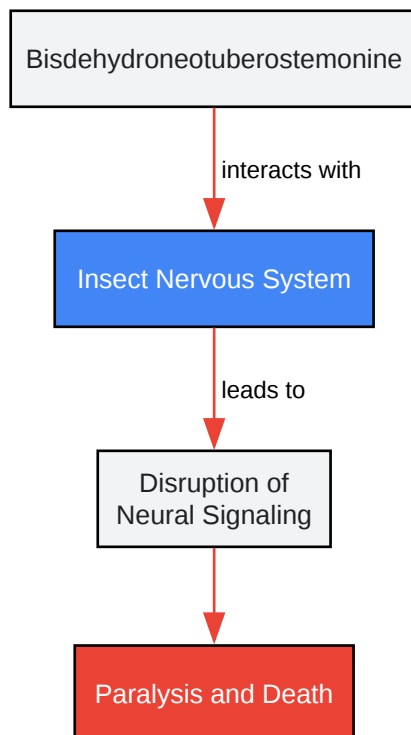 Bisdehydroneotuberostemonine
interacts with
Insect Nervous System
leads to
Disruption of
Neural Signaling
Paralysis and Death